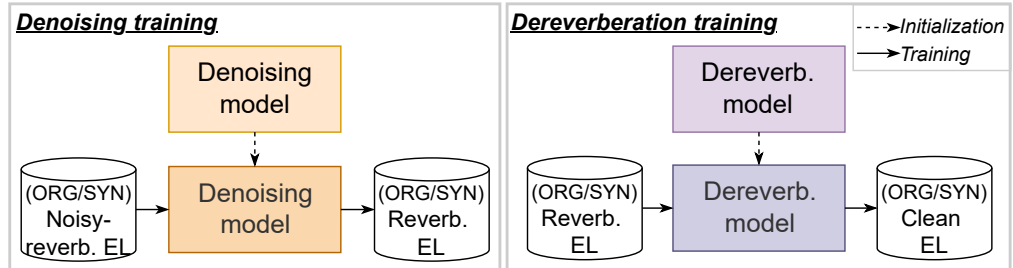 Denoising training
Denoising
model
(ORG/SYN)
Noisy-
reverb. EL
Denoising
model
(ORG/SYN)
Reverb.
EL
Dereverberation training
Initialization
Training
Dereverb.
model
(ORG/SYN)
Reverb.
EL
Dereverb.
model
(ORG/SYN)
Clean
EL